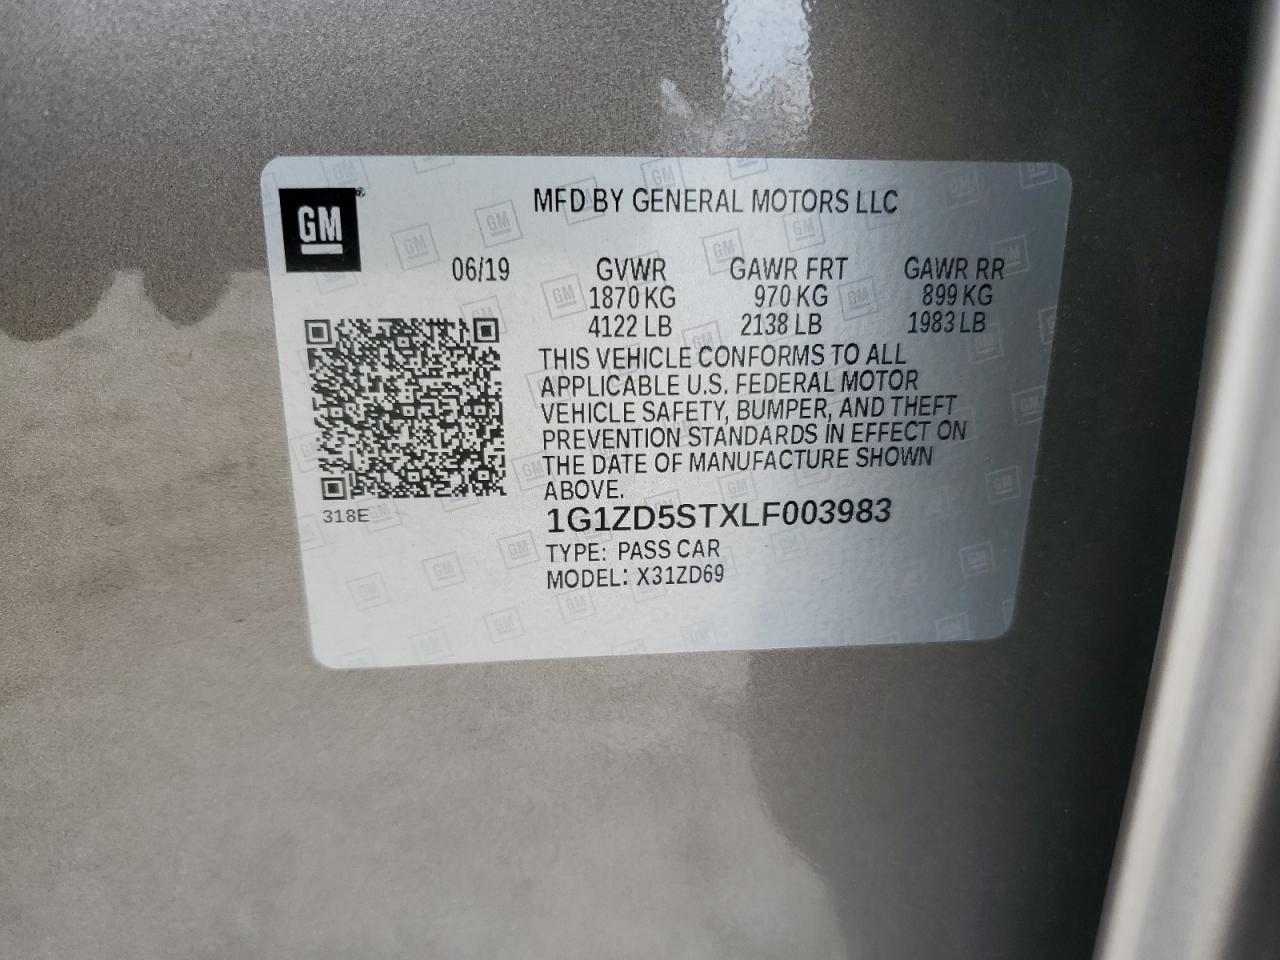 GM®
MFD BY GENERAL MOTORS LLC
06/19 GVWR GAWR FRT GAWR RR
1870 KG 970 KG 899 KG
4122 LB 2138 LB 1983 LB
THIS VEHICLE CONFORMS TO ALL
APPLICABLE U.S. FEDERAL MOTOR
VEHICLE SAFETY, BUMPER, AND THEFT
PREVENTION STANDARDS IN EFFECT ON
THE DATE OF MANUFACTURE SHOWN
ABOVE.
318E
1G1ZD5STXLF003983
TYPE: PASS CAR
MODEL: X31ZD69